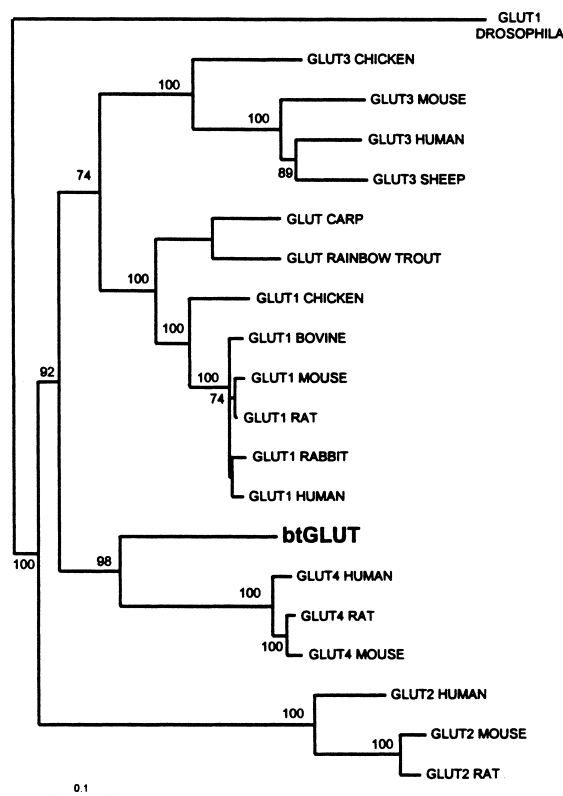 GLUT1
DROSOPHILA
GLUT3 CHICKEN
100
GLUT3 MOUSE
100
GLUT3 HUMAN
89
GLUT3 SHEEP
74
GLUT CARP
GLUT RAINBOW TROUT
100
GLUT1 CHICKEN
100
GLUT1 BOVINE
100
GLUT1 MOUSE
74
GLUT1 RAT
92
GLUT1 RABBIT
GLUT1 HUMAN
btGLUT
98
GLUT4 HUMAN
100
GLUT4 RAT
100
GLUT4 MOUSE
100
GLUT2 HUMAN
100
GLUT2 MOUSE
100
GLUT2 RAT
0.1